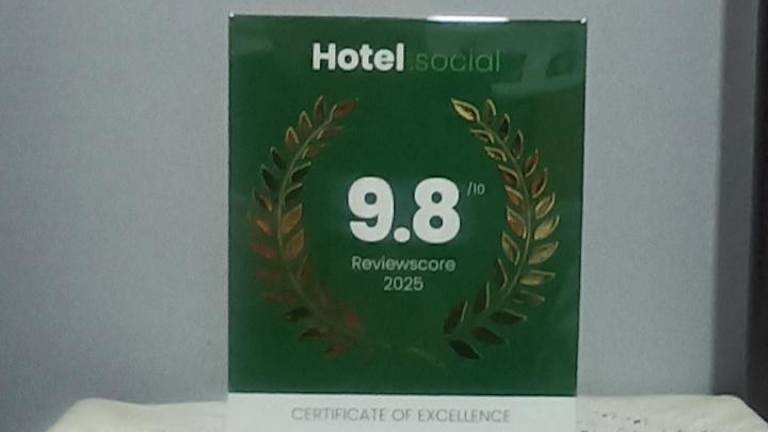 Hotel.social
9.8/10
Reviewscore
2025
CERTIFICATE OF EXCELLENCE